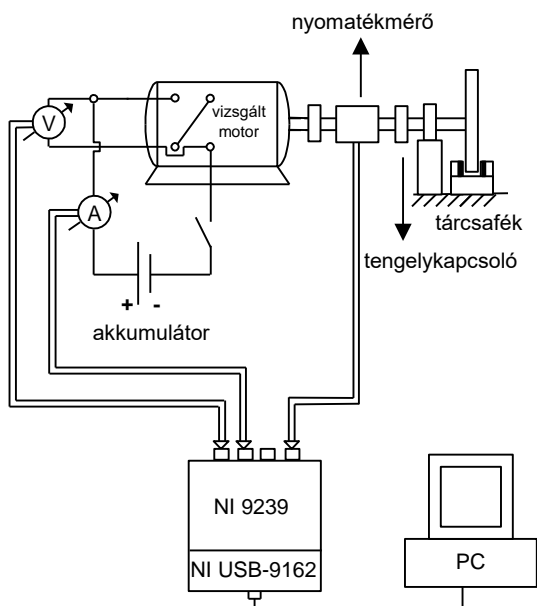 nyomatékmérő
V
vizsgált
motor
A
tárcsafék
tengelykapcsoló
+ -
akkumulátor
NI 9239
PC
NI USB-9162